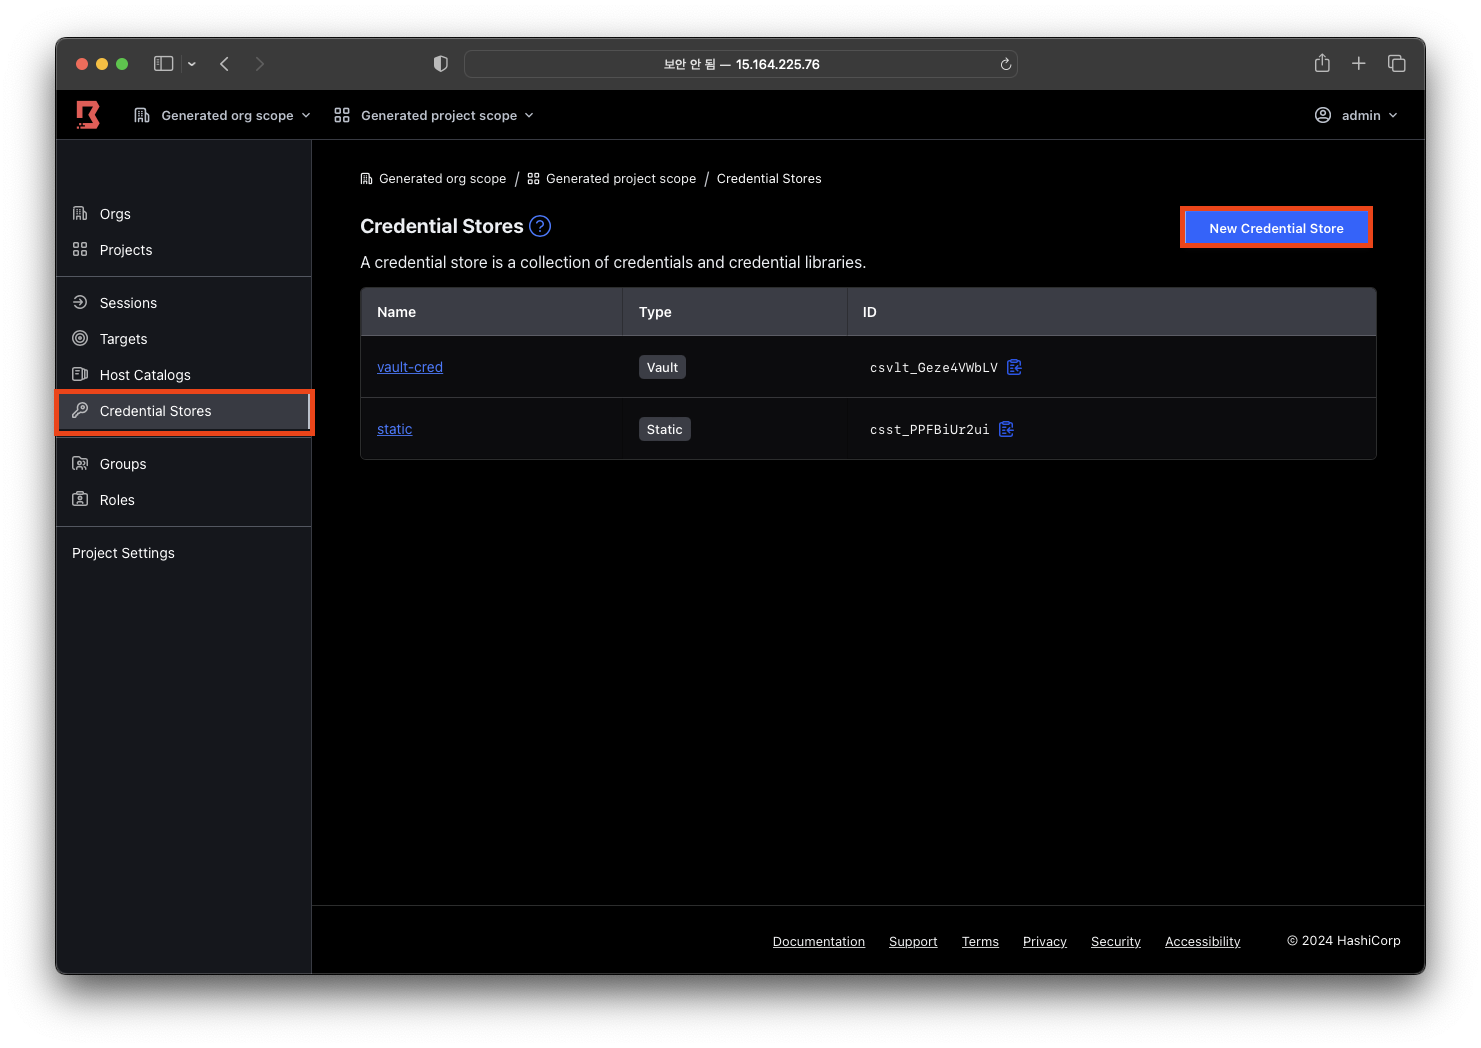 보안 안 됨 — 15.164.225.76
Generated org scope
Generated project scope
admin
Orgs
Projects
Sessions
Targets
Host Catalogs
Credential Stores
Groups
Roles
Project Settings
Generated org scope / Generated project scope / Credential Stores
Credential Stores ?
New Credential Store
A credential store is a collection of credentials and credential libraries.
Name Type ID
vault-cred Vault csvlt_Geze4VWbLV
static Static csst_PPFBiUr2ui
Documentation Support Terms Privacy Security Accessibility © 2024 HashiCorp